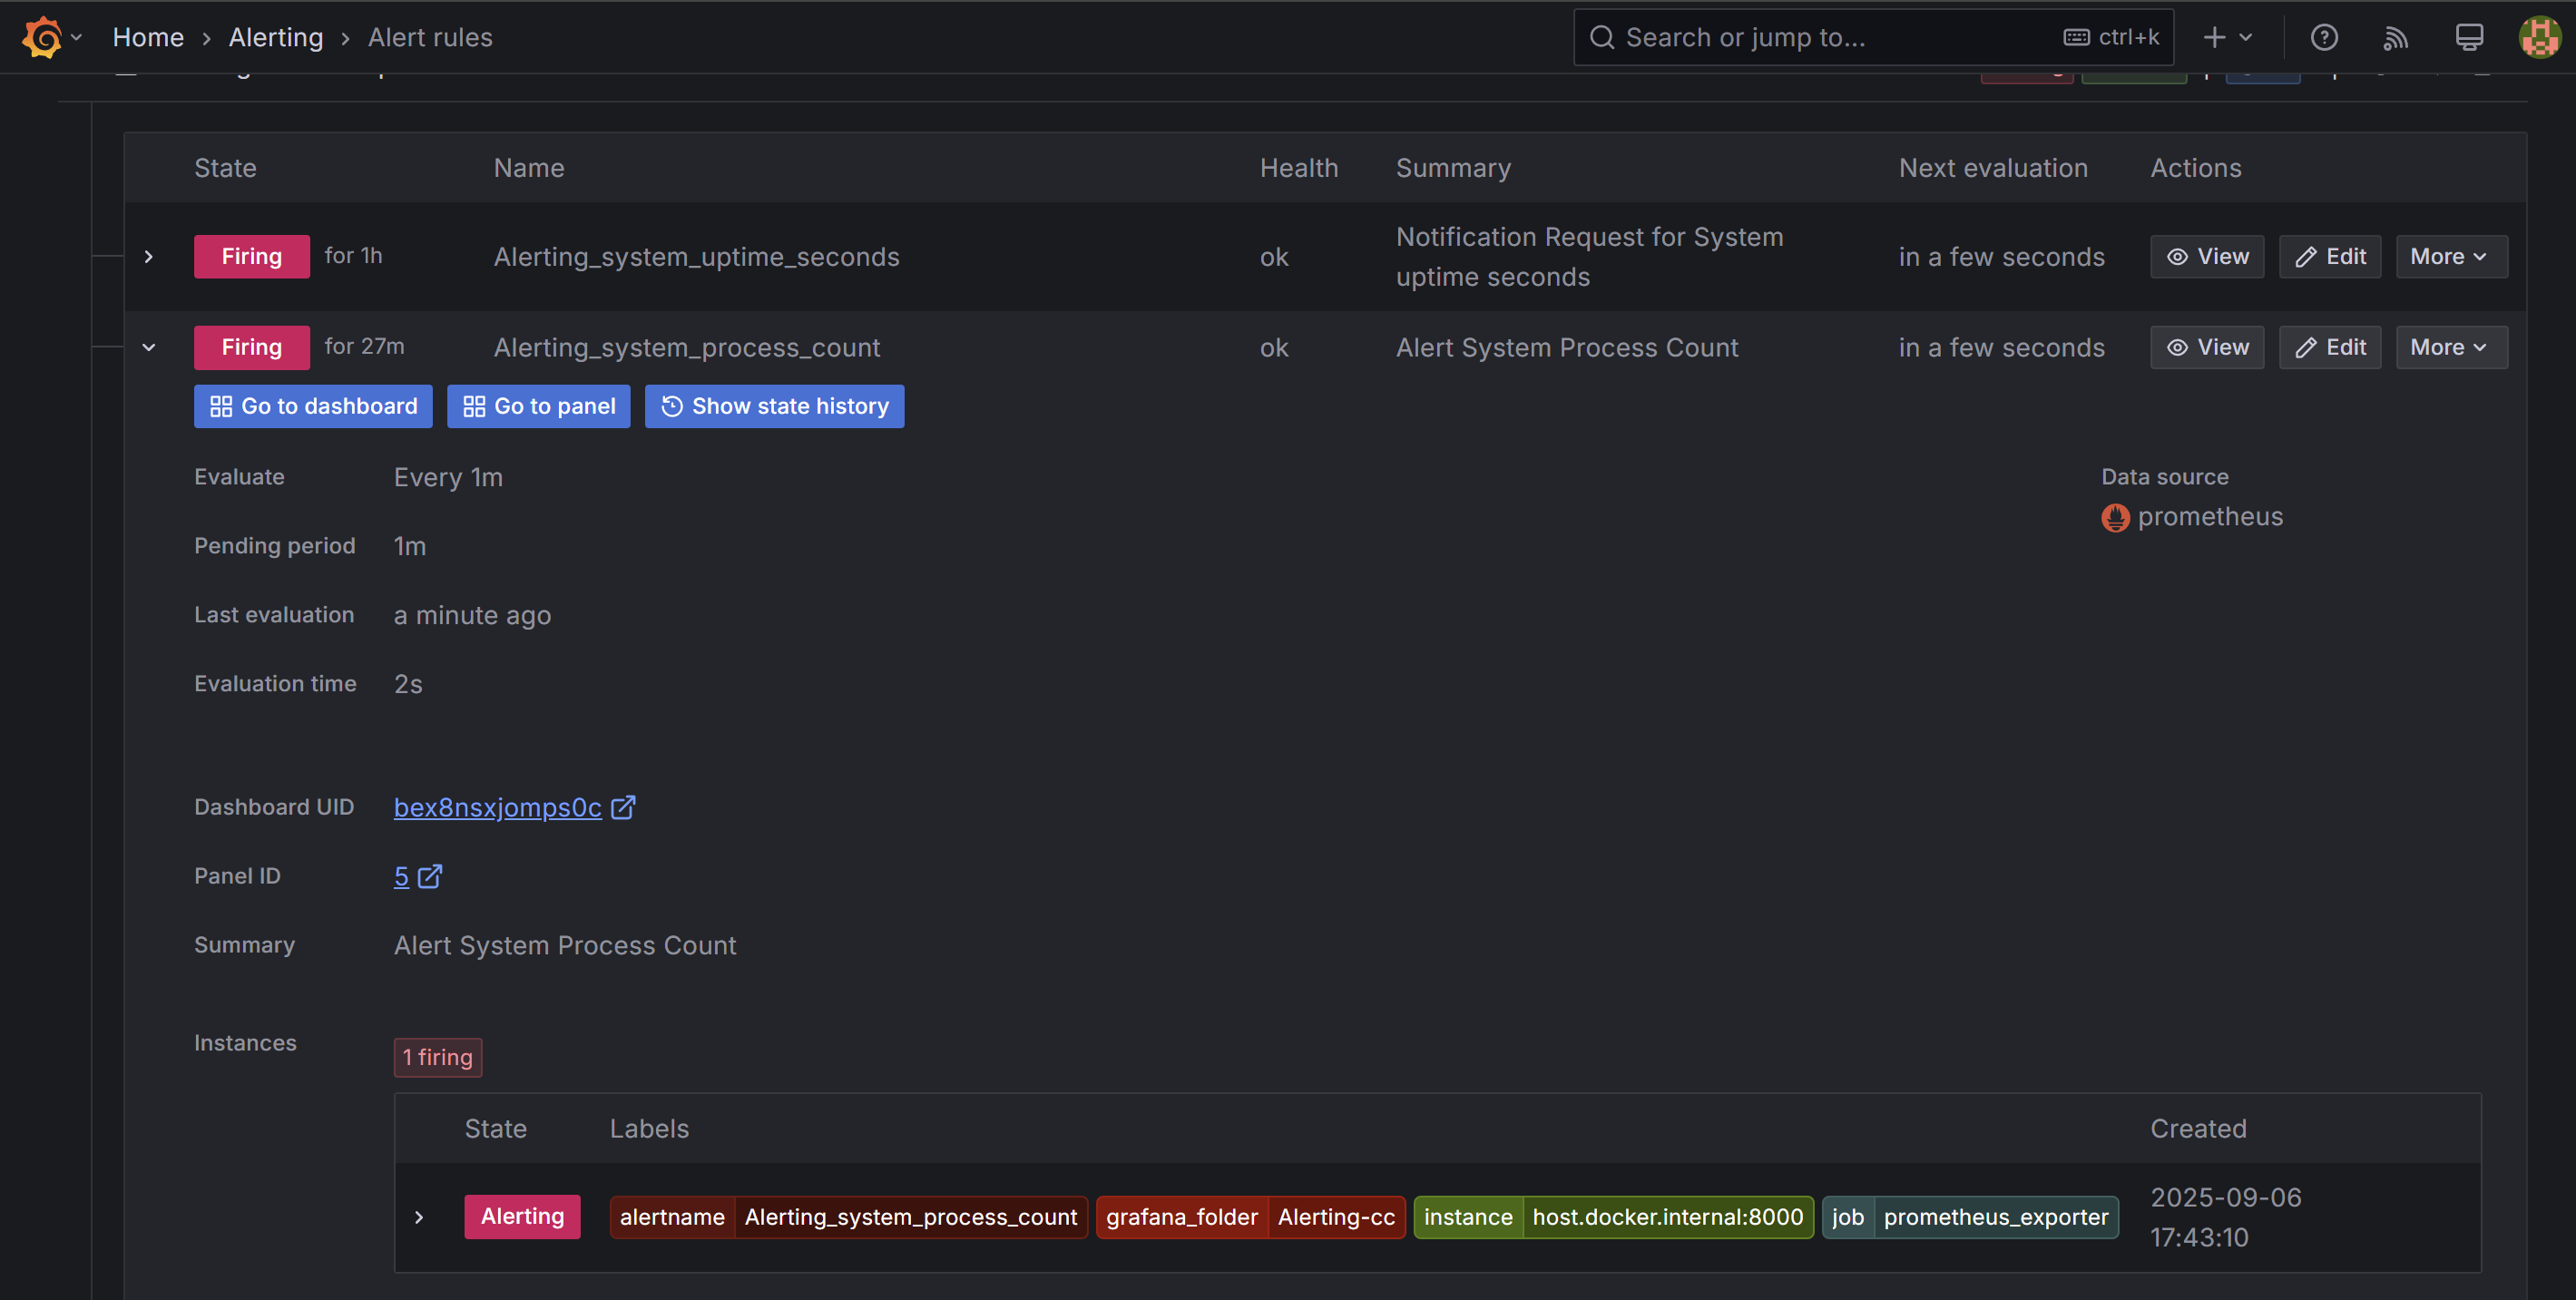 Home > Alerting > Alert rules
Search or jump to... ctrl+k
State Name Health Summary Next evaluation Actions
Firing for 1h Alerting_system_uptime_seconds ok Notification Request for System uptime seconds in a few seconds View Edit More
Firing for 27m Alerting_system_process_count ok Alert System Process Count in a few seconds View Edit More
Go to dashboard Go to panel Show state history
Evaluate Every 1m Data source
prometheus
Pending period 1m
Last evaluation a minute ago
Evaluation time 2s
Dashboard UID bex8nsxjomps0c
Panel ID 5
Summary Alert System Process Count
Instances 1 firing
State Labels Created
Alerting alertname Alerting_system_process_count grafana_folder Alerting-cc instance host.docker.internal:8000 job prometheus_exporter 2025-09-06
17:43:10